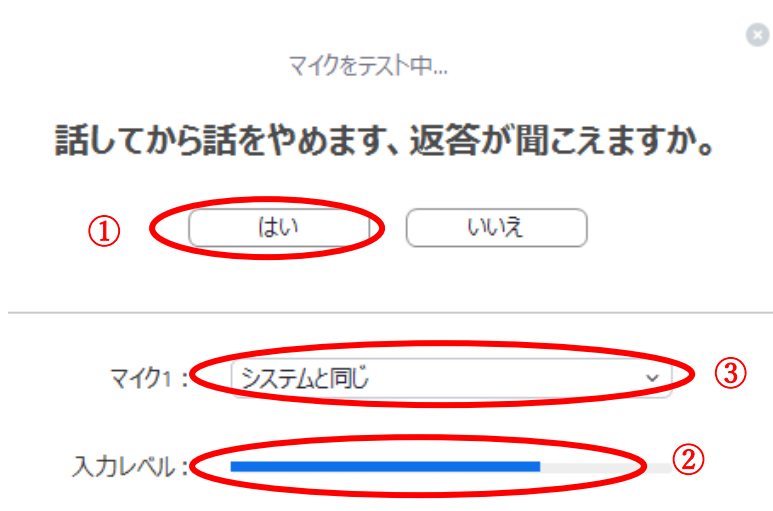 マイクをテスト中...
話してから話をやめます、返答が聞こえますか。
① はい いいえ
マイク1： システムと同じ ③
入力レベル： ②